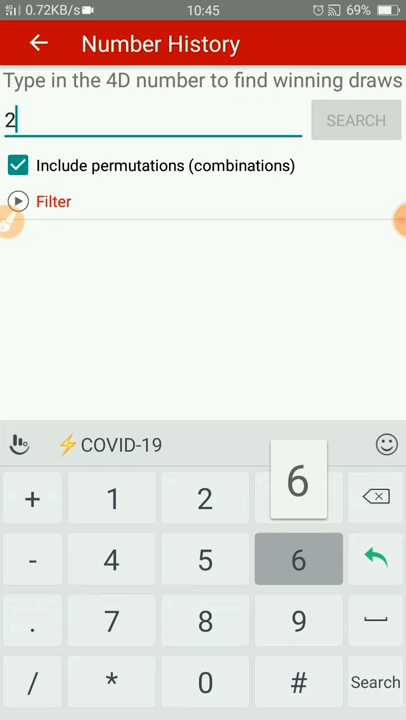 4G 0.72KB/s 10:45 69%
Number History
Type in the 4D number to find winning draws
2 SEARCH
Include permutations (combinations)
Filter
⚡COVID-19
6
+ 1 2
- 4 5 6
. 7 8 9
/ * 0 # Search